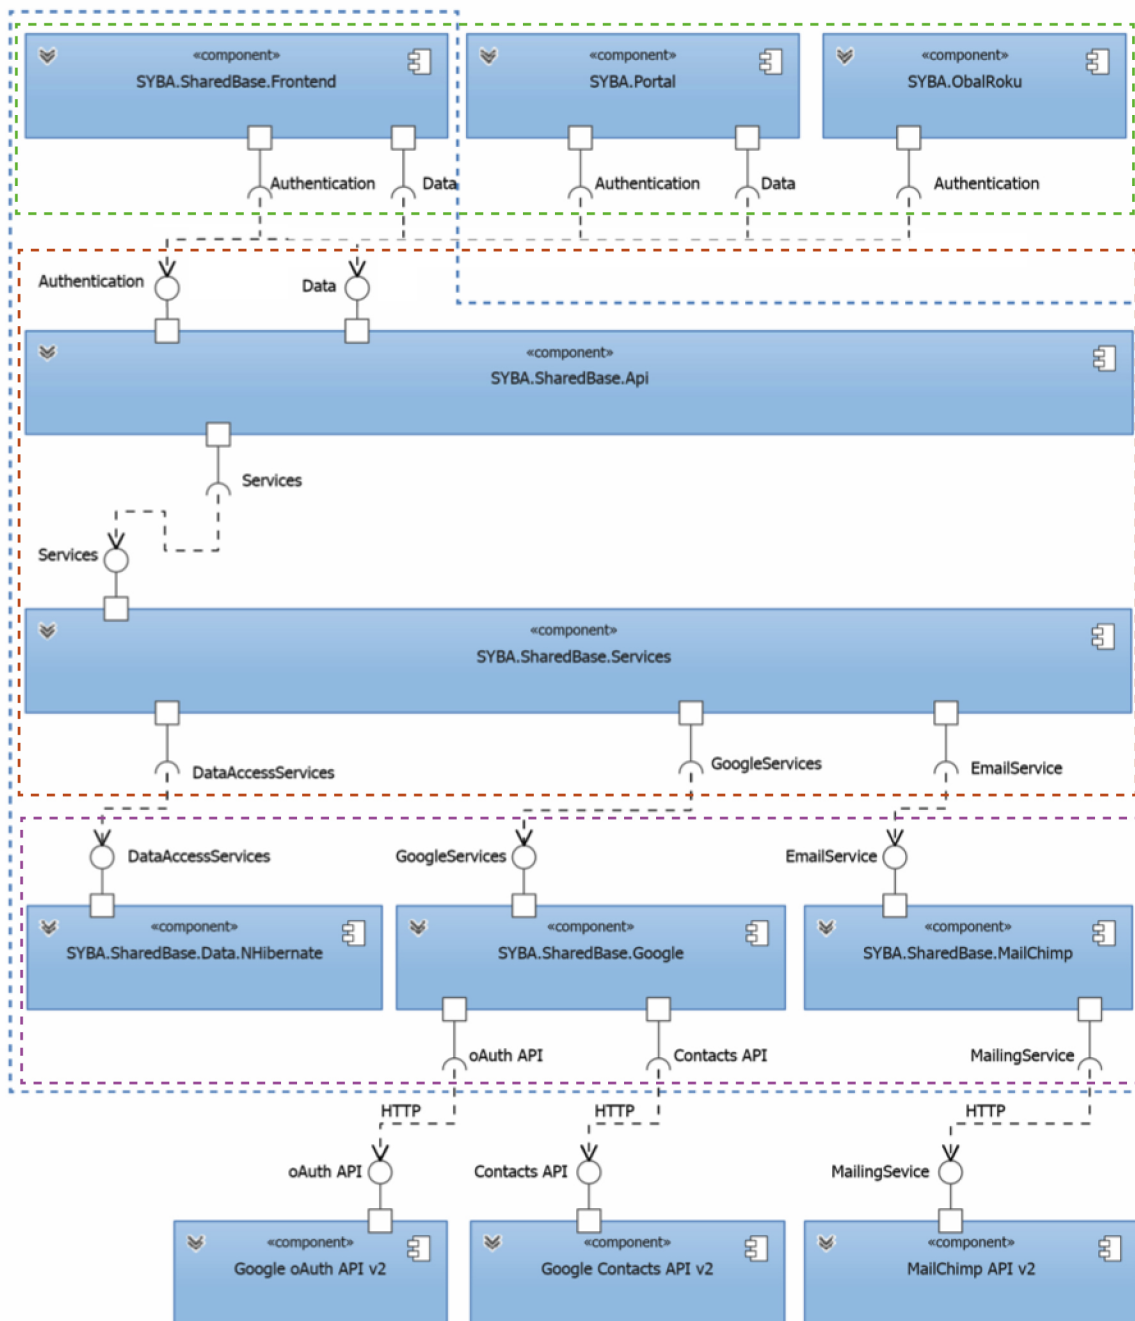 «component» «component» «component»
SYBA.SharedBase.Frontend SYBA.Portal SYBA.ObalRoku
Authentication Data Authentication Data Authentication
Authentication Data
«component»
SYBA.SharedBase.Api
Services
Services
«component»
SYBA.SharedBase.Services
DataAccessServices GoogleServices EmailService
DataAccessServices GoogleServices EmailService
«component» «component» «component»
SYBA.SharedBase.Data.NHibernate SYBA.SharedBase.Google SYBA.SharedBase.MailChimp
oAuth API Contacts API MailingService
HTTP HTTP HTTP
oAuth API Contacts API MailingSevice
«component» «component» «component»
Google oAuth API v2 Google Contacts API v2 MailChimp API v2